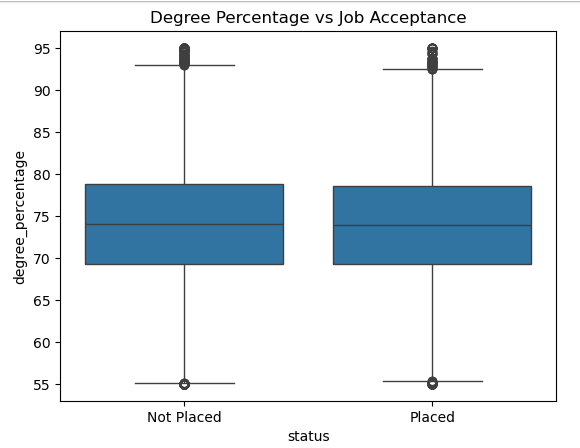 Degree Percentage vs Job Acceptance
95
90
85
80
75
70
65
60
55
degree_percentage
Not Placed
Placed
status